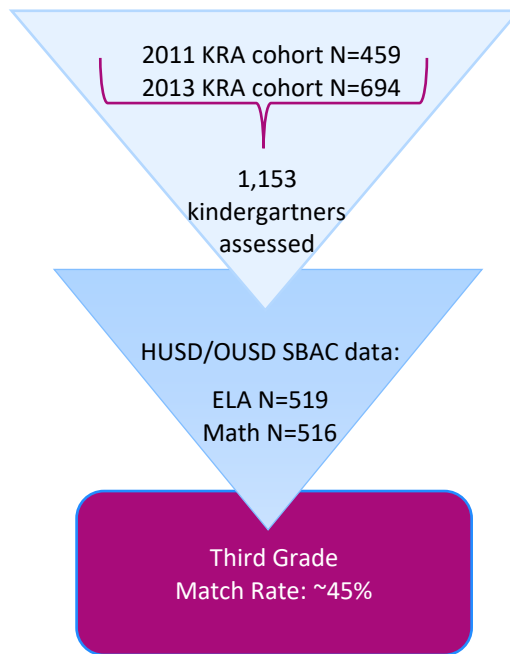 2011 KRA cohort N=459
2013 KRA cohort N=694
1,153
kindergartners
assessed
HUSD/OUSD SBAC data:
ELA N=519
Math N=516
Third Grade
Match Rate: ~45%